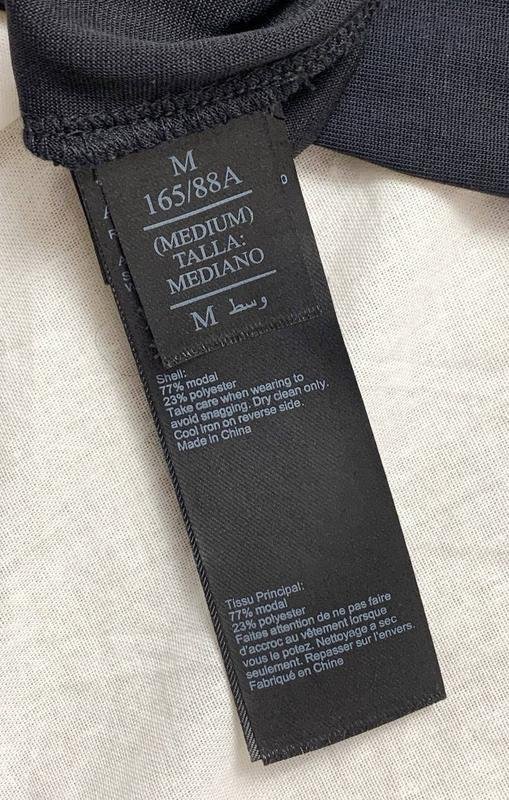 M
165/88A
(MEDIUM)
TALLA:
MEDIANO
M وسط
Shell:
77% modal
23% polyester
Take care when wearing to
avoid snagging. Dry clean only.
Cool iron on reverse side.
Made in China
Tissu Principal:
77% modal
23% polyester
Faites attention de ne pas faire
d'accroc au vêtement lorsque
vous le potez. Nettoyage a sec
seulement. Repasser sur l'envers.
Fabriqué en Chine